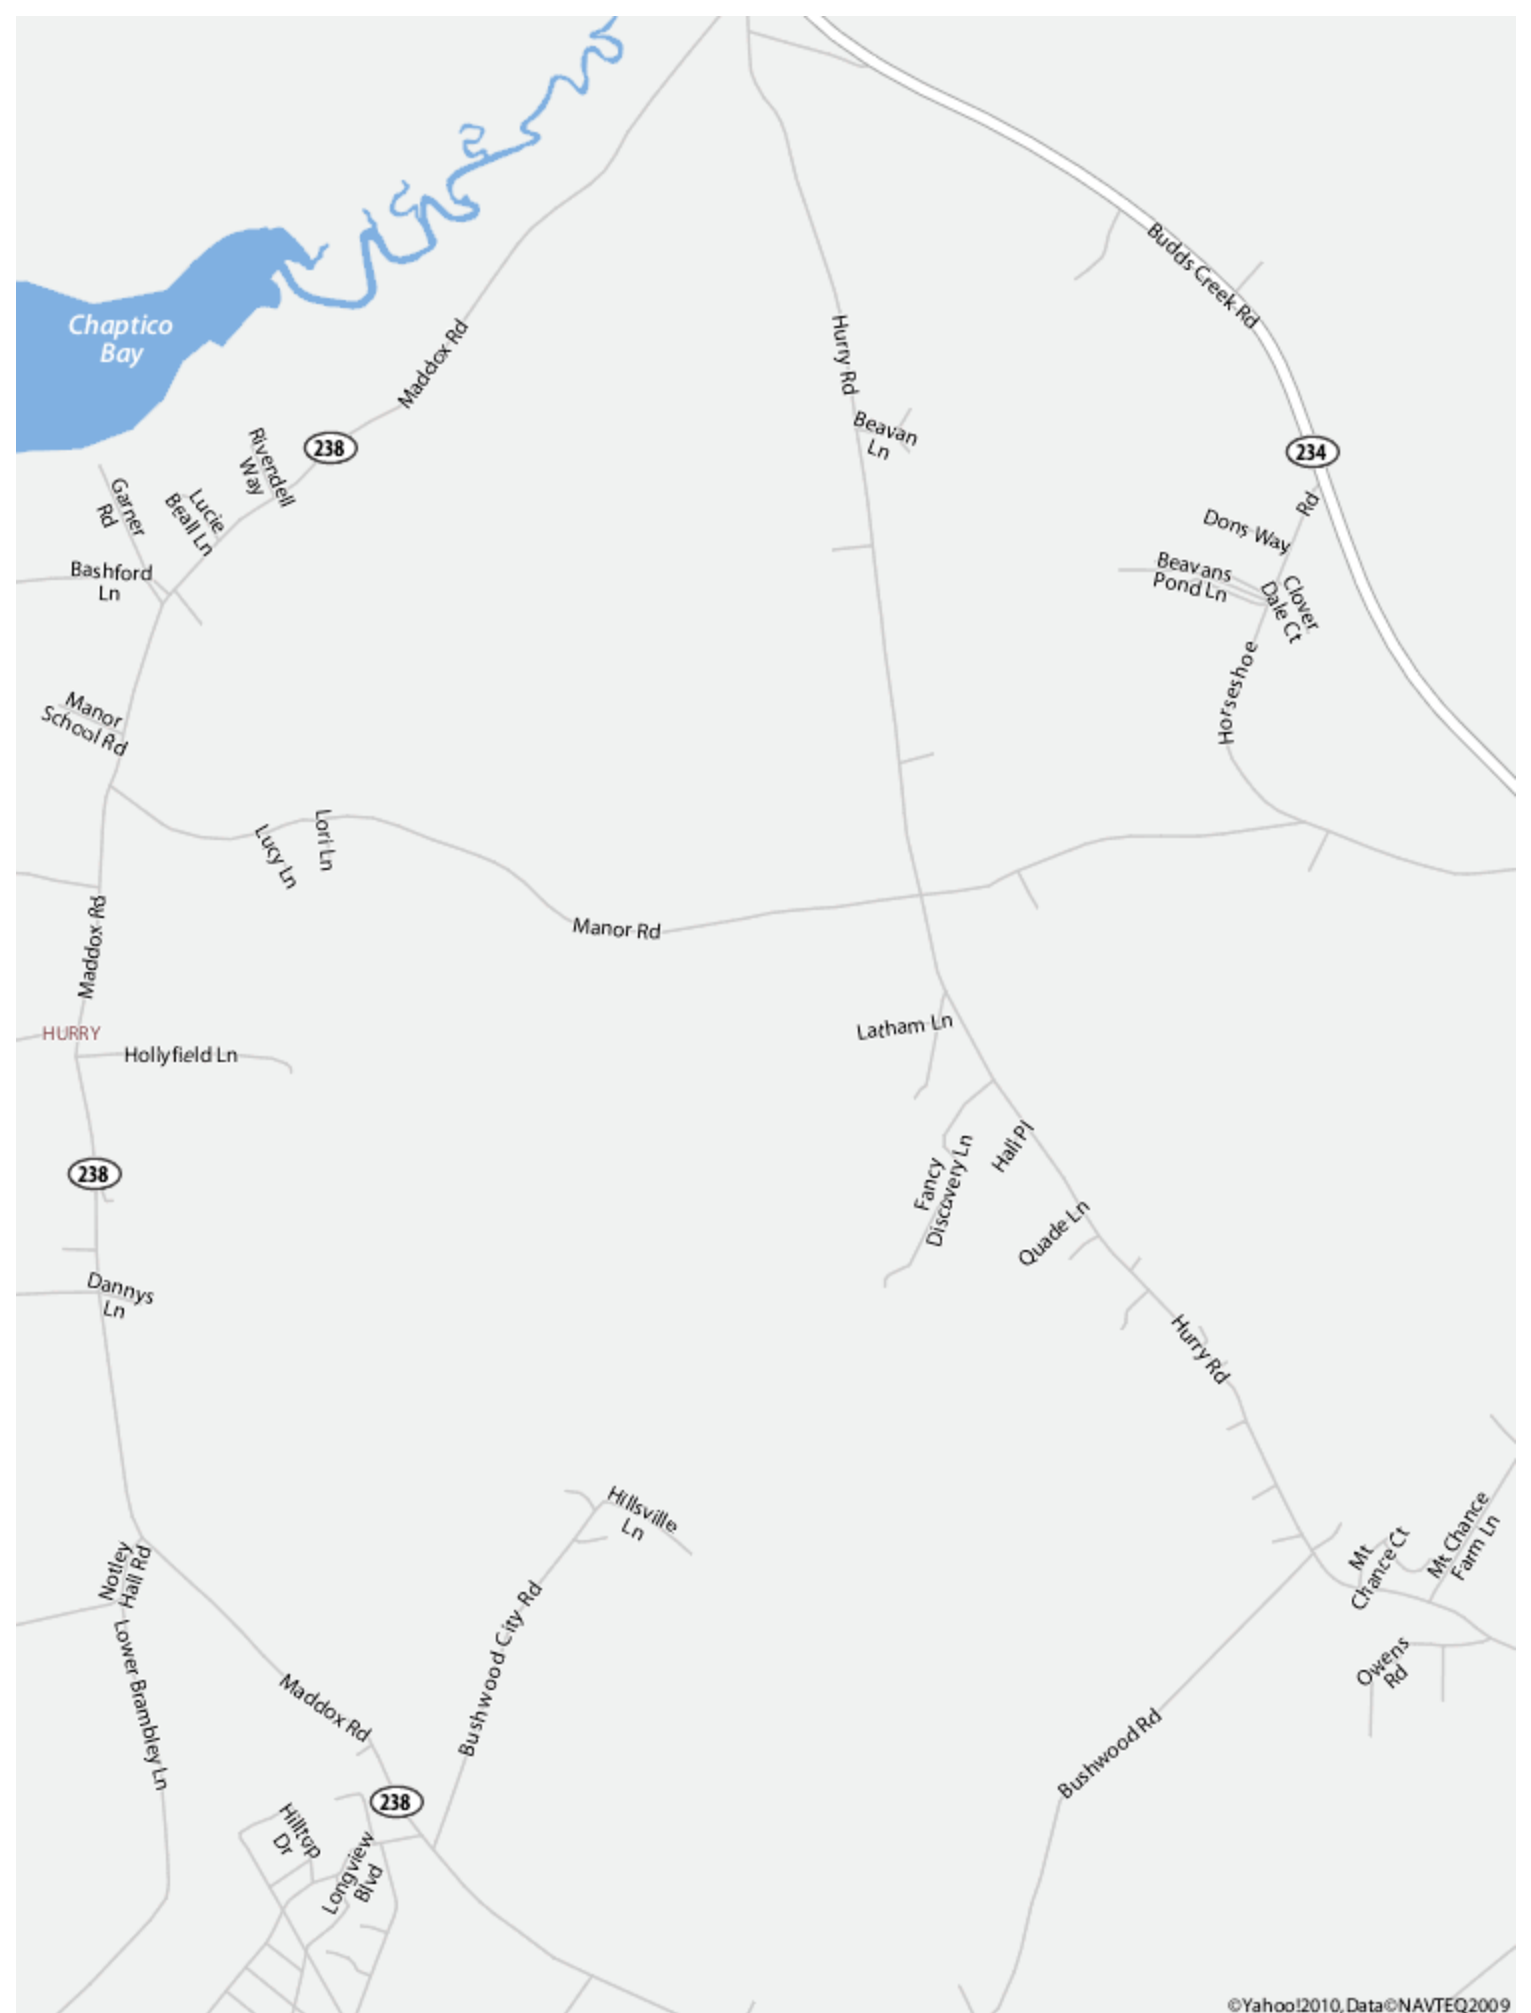 Budds Creek Rd
Chaptico
Bay
Maddox Rd
Hurry Rd
Beavan
Ln
238
234
Rivendell
Way
Garner
Rd
Lucie
Beall Ln
Rd
Dons Way
Bashford
Ln
Beavans
Pond Ln
Clover
Dale Ct
Horseshoe
Manor
School Rd
Lucy Ln
Lori Ln
Maddox Rd
Manor Rd
HURRY
Hollyfield Ln
Latham Ln
Hall Pl
Fancy
Discovery Ln
238
Quade Ln
Dannys
Ln
Hurry Rd
Hillsville
Ln
Notley
Hall Rd
Mt
Chance Ct
Mt Chance
Farm Ln
Bushwood City Rd
Lower Brambley Ln
Owens
Rd
Maddox Rd
Bushwood Rd
238
Hilltop
Dr
Longview
Blvd
©Yahoo!2010, Data©NAVTEQ2009